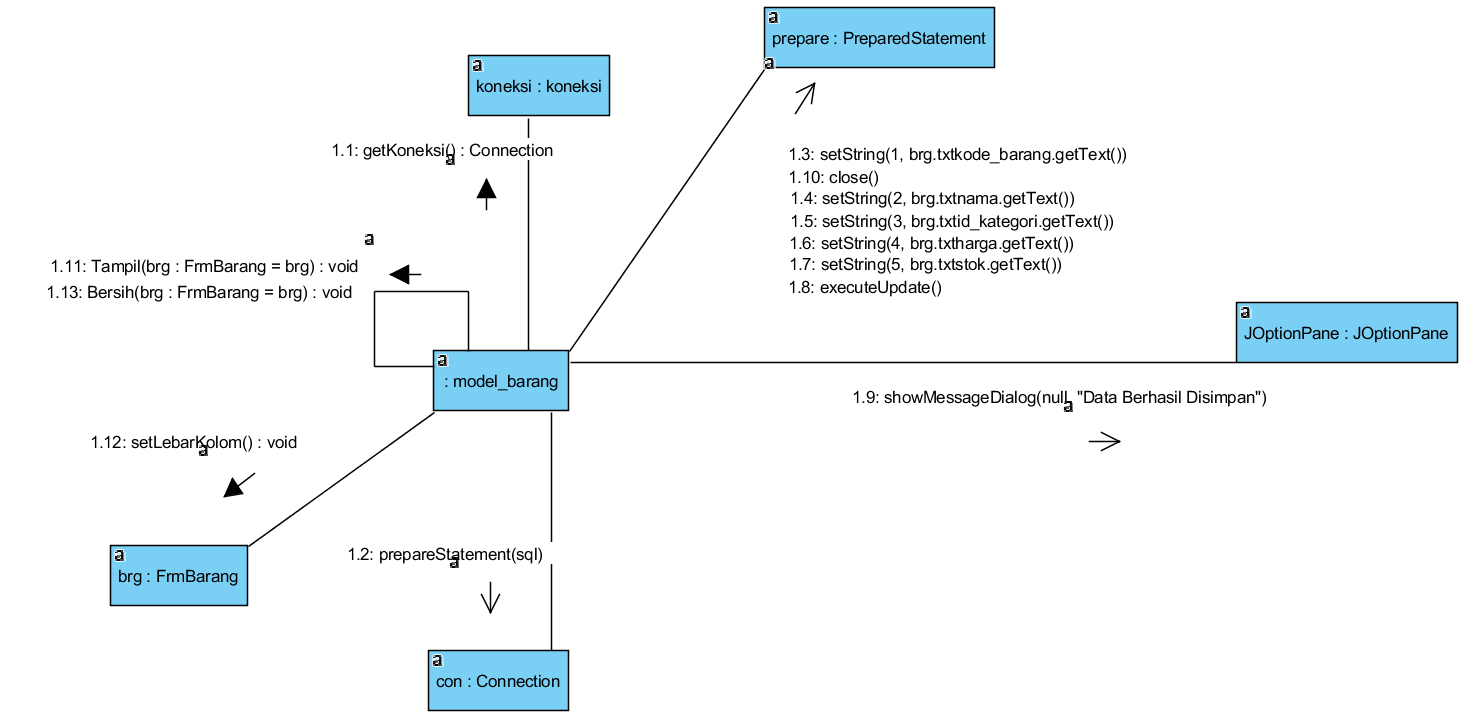 prepare : PreparedStatement
koneksi : koneksi
1.1: getKoneksi() : Connection
1.3: setString(1, brg.txtkode_barang.getText())
1.10: close()
1.4: setString(2, brg.txtnama.getText())
1.5: setString(3, brg.txtid_kategori.getText())
1.6: setString(4, brg.txtharga.getText())
1.7: setString(5, brg.txtstok.getText())
1.8: executeUpdate()
1.11: Tampil(brg : FrmBarang = brg) : void
1.13: Bersih(brg : FrmBarang = brg) : void
JOptionPane : JOptionPane
: model_barang
1.9: showMessageDialog(null, "Data Berhasil Disimpan")
1.12: setLebarKolom() : void
1.2: prepareStatement(sql)
brg : FrmBarang
con : Connection